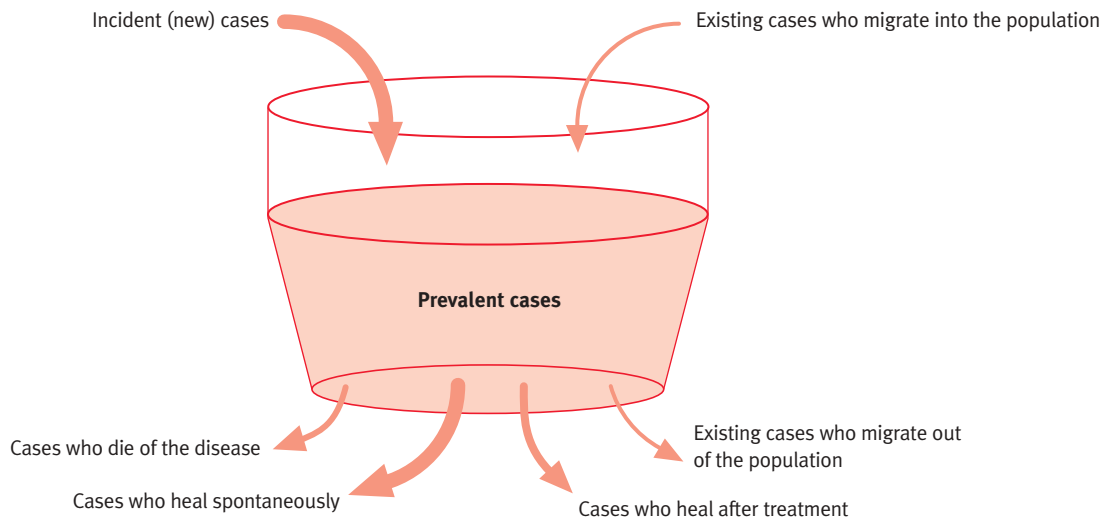 Incident (new) cases
Existing cases who migrate into the population
Prevalent cases
Cases who die of the disease
Existing cases who migrate out
of the population
Cases who heal spontaneously
Cases who heal after treatment